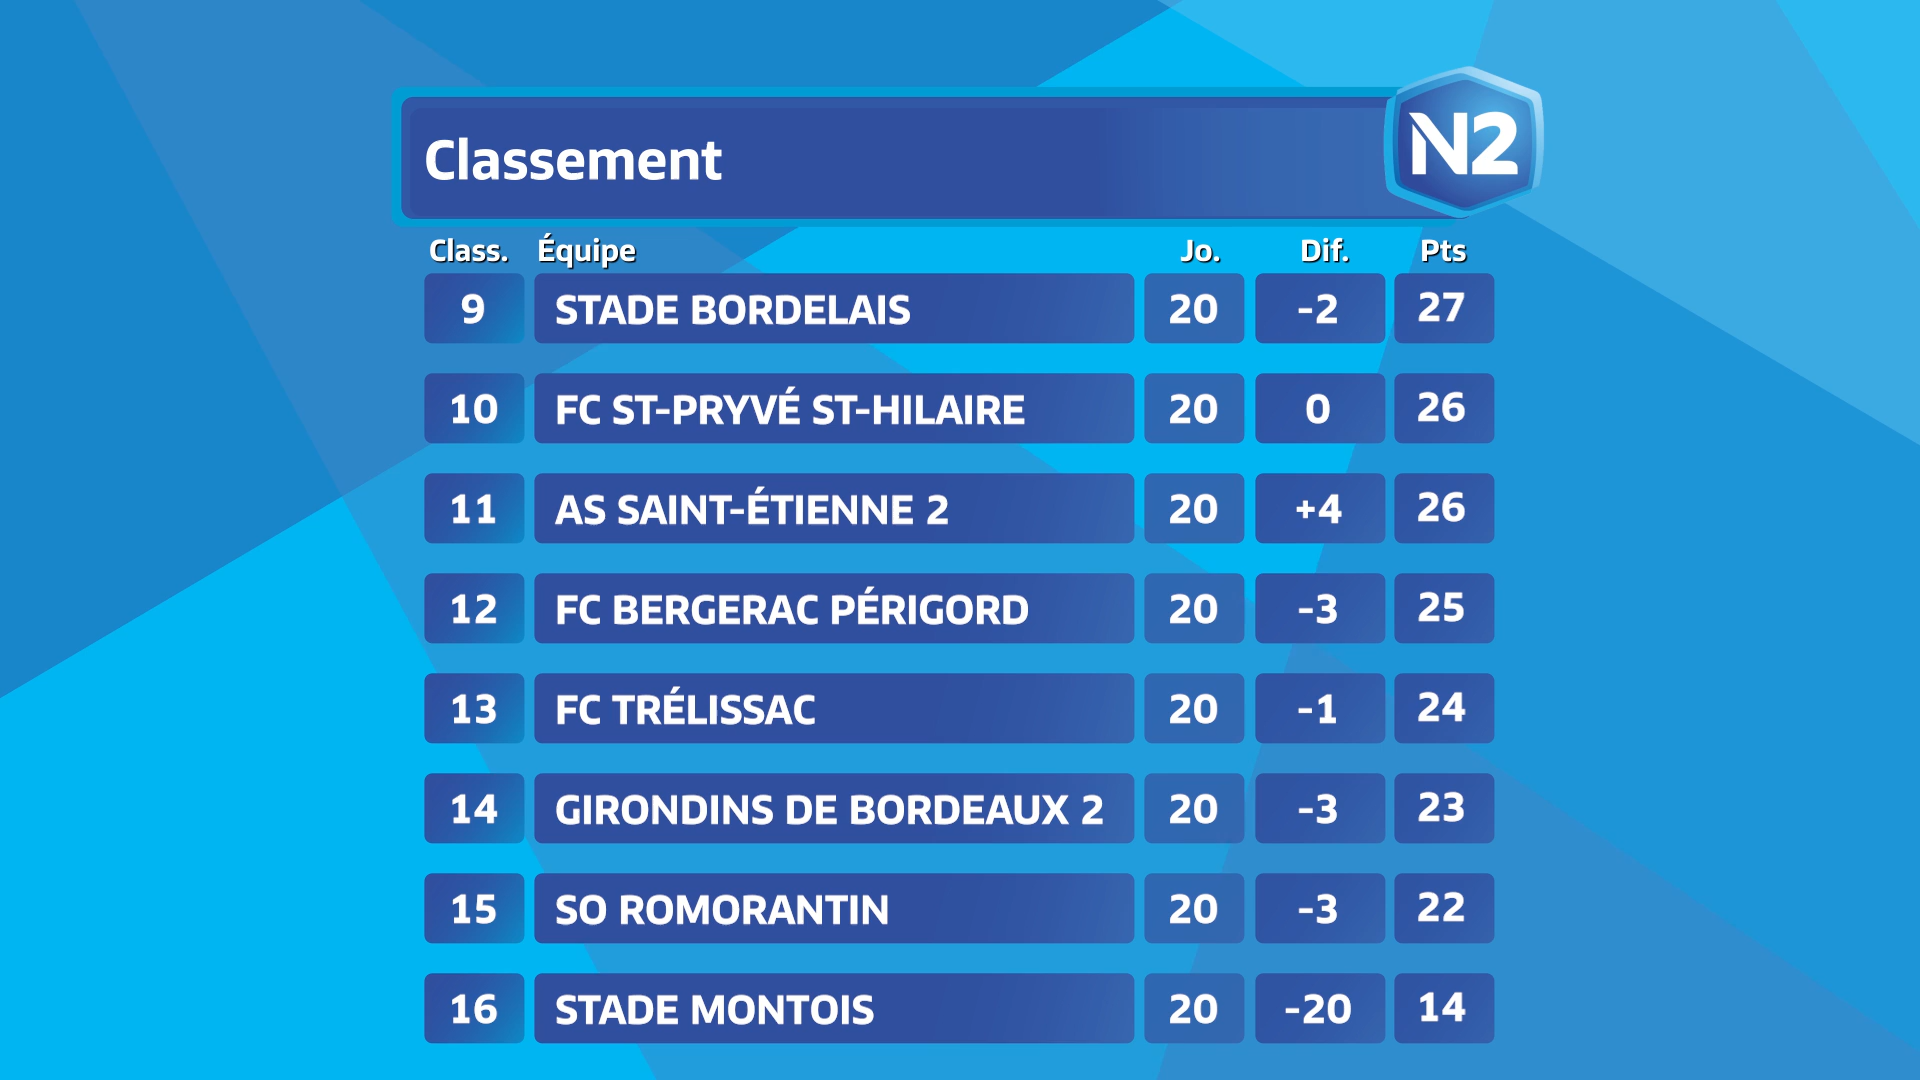 Classement N2
Class. Équipe Jo. Dif. Pts
9 STADE BORDELAIS 20 -2 27
10 FC ST-PRYVÉ ST-HILAIRE 20 0 26
11 AS SAINT-ÉTIENNE 2 20 +4 26
12 FC BERGERAC PÉRIGORD 20 -3 25
13 FC TRÉLISSAC 20 -1 24
14 GIRONDINS DE BORDEAUX 2 20 -3 23
15 SO ROMORANTIN 20 -3 22
16 STADE MONTOIS 20 -20 14